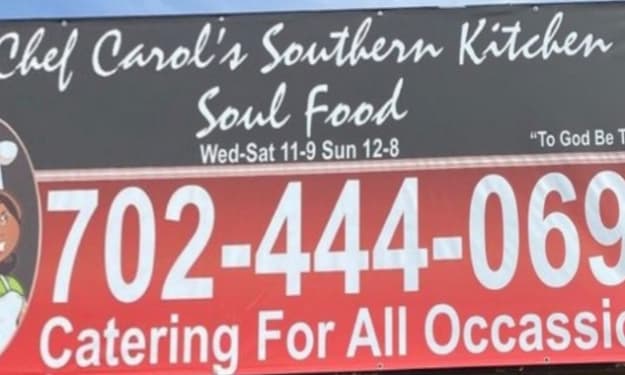 Chef Carol's Southern Kitchen
Soul Food
Wed-Sat 11-9 Sun 12-8
"To God Be T
702-444-069
Catering For All Occassio